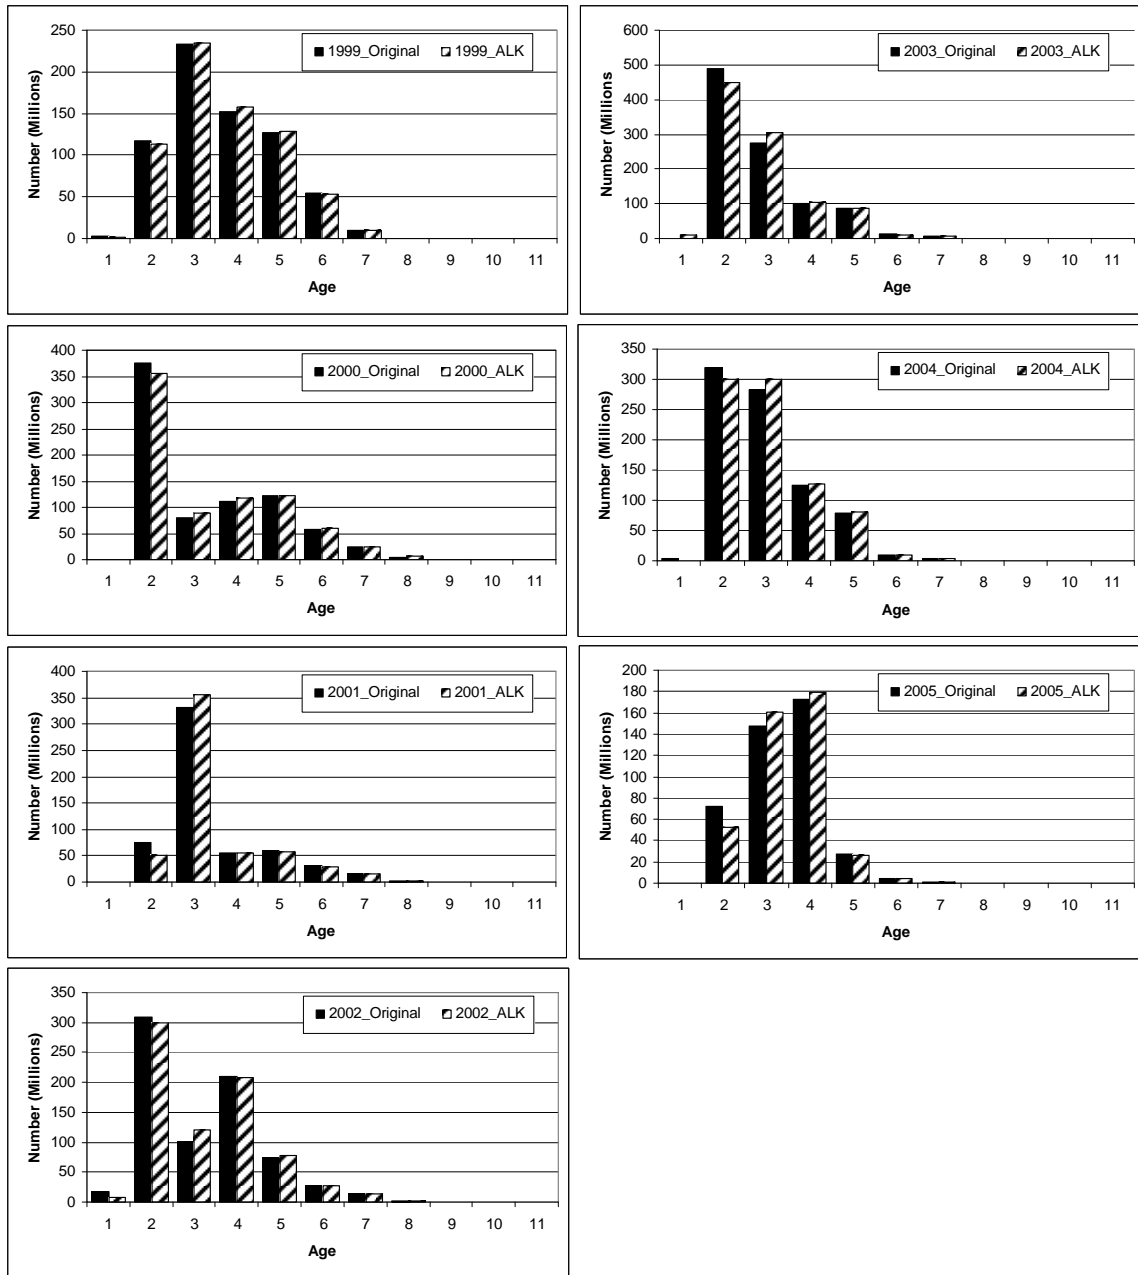 1999_Original 1999_ALK
Number (Millions)
250
200
150
100
50
0
1 2 3 4 5 6 7 8 9 10 11
Age
2003_Original 2003_ALK
Number (Millions
600
500
400
300
200
100
0
1 2 3 4 5 6 7 8 9 10 11
Age
2000_Original 2000_ALK
Number (Millions)
400
350
300
250
200
150
100
50
0
1 2 3 4 5 6 7 8 9 10 11
Age
2004_Original 2004_ALK
Number (Millions)
350
300
250
200
150
100
50
0
1 2 3 4 5 6 7 8 9 10 11
Age
2001_Original 2001_ALK
Number (Millions)
400
350
300
250
200
150
100
50
0
1 2 3 4 5 6 7 8 9 10 11
Age
2005_Original 2005_ALK
Number (Millions)
200
180
160
140
120
100
80
60
40
20
0
1 2 3 4 5 6 7 8 9 10 11
Age
2002_Original 2002_ALK
Number (Millions)
350
300
250
200
150
100
50
0
1 2 3 4 5 6 7 8 9 10 11
Age